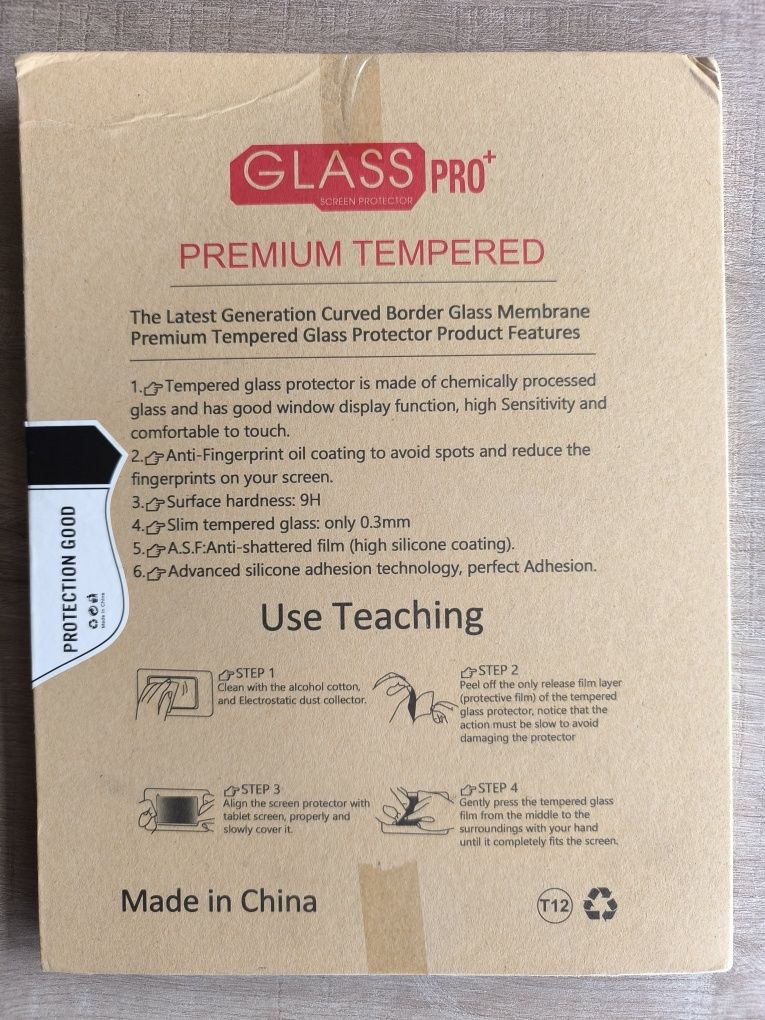 GLASS PRO+
SCREEN PROTECTOR
PREMIUM TEMPERED
The Latest Generation Curved Border Glass Membrane
Premium Tempered Glass Protector Product Features
1. Tempered glass protector is made of chemically processed
glass and has good window display function, high Sensitivity and
comfortable to touch.
2. Anti-Fingerprint oil coating to avoid spots and reduce the
fingerprints on your screen.
3. Surface hardness: 9H
4. Slim tempered glass: only 0.3mm
5. A.S.F:Anti-shattered film (high silicone coating).
6. Advanced silicone adhesion technology, perfect Adhesion.
PROTECTION GOOD
Made in China
Use Teaching
STEP 1
Clean with the alcohol cotton,
and Electrostatic dust collector.
STEP 2
Peel off the only release film layer
(protective film) of the tempered
glass protector, notice that the
action must be slow to avoid
damaging the protector
STEP 3
Align the screen protector with
tablet screen, properly and
slowly cover it.
STEP 4
Gently press the tempered glass
film from the middle to the
surroundings with your hand
until it completely fits the screen.
Made in China
T12